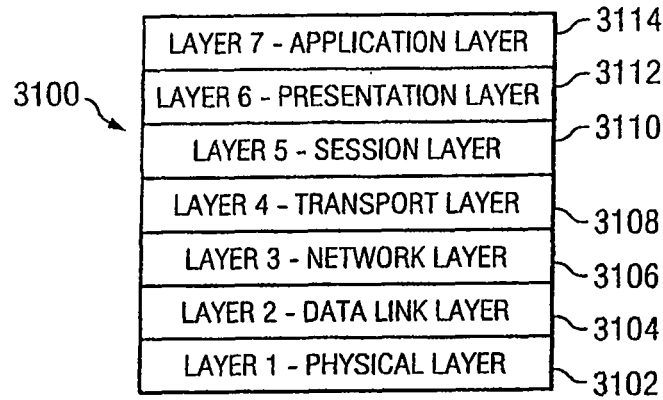 3100
LAYER 7 - APPLICATION LAYER 3114
LAYER 6 - PRESENTATION LAYER 3112
LAYER 5 - SESSION LAYER 3110
LAYER 4 - TRANSPORT LAYER 3108
LAYER 3 - NETWORK LAYER 3106
LAYER 2 - DATA LINK LAYER 3104
LAYER 1 - PHYSICAL LAYER 3102